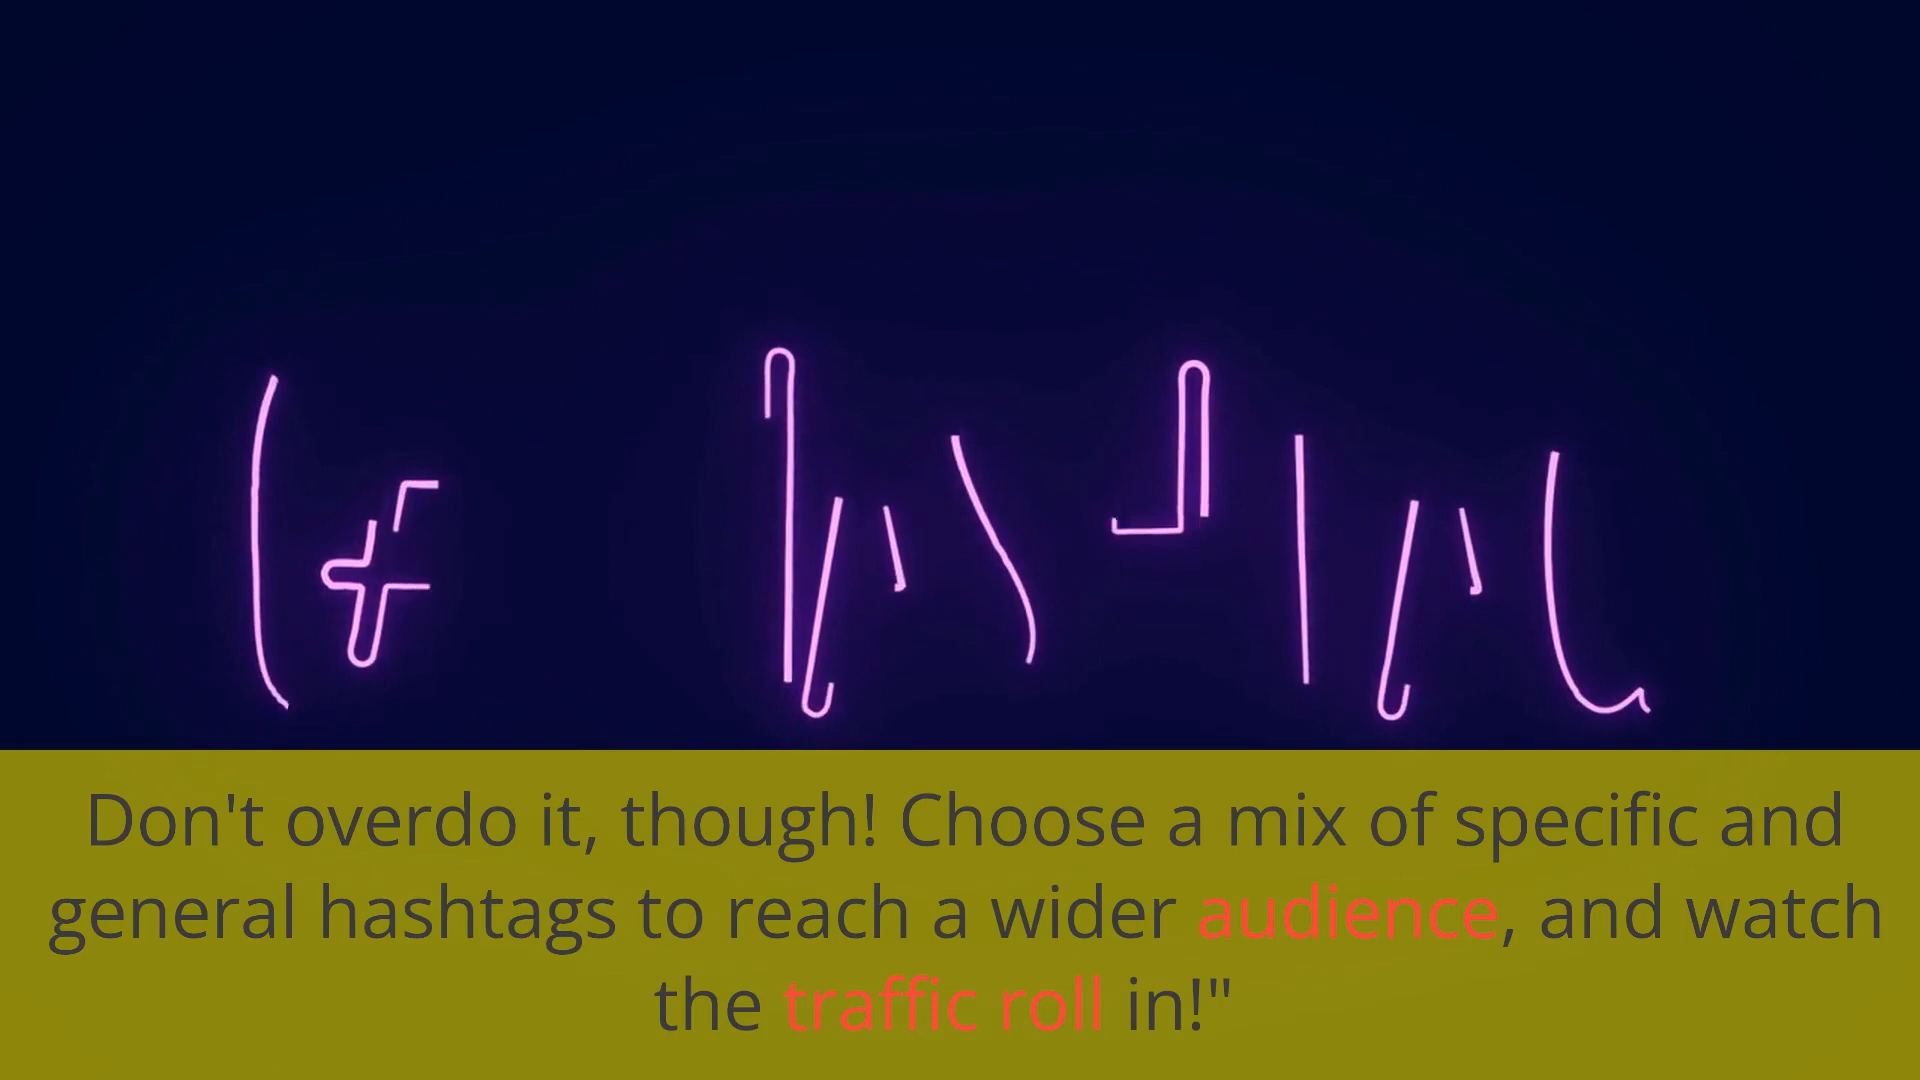 Don't overdo it, though! Choose a mix of specific and
general hashtags to reach a wider audience, and watch
the traffic roll in!"